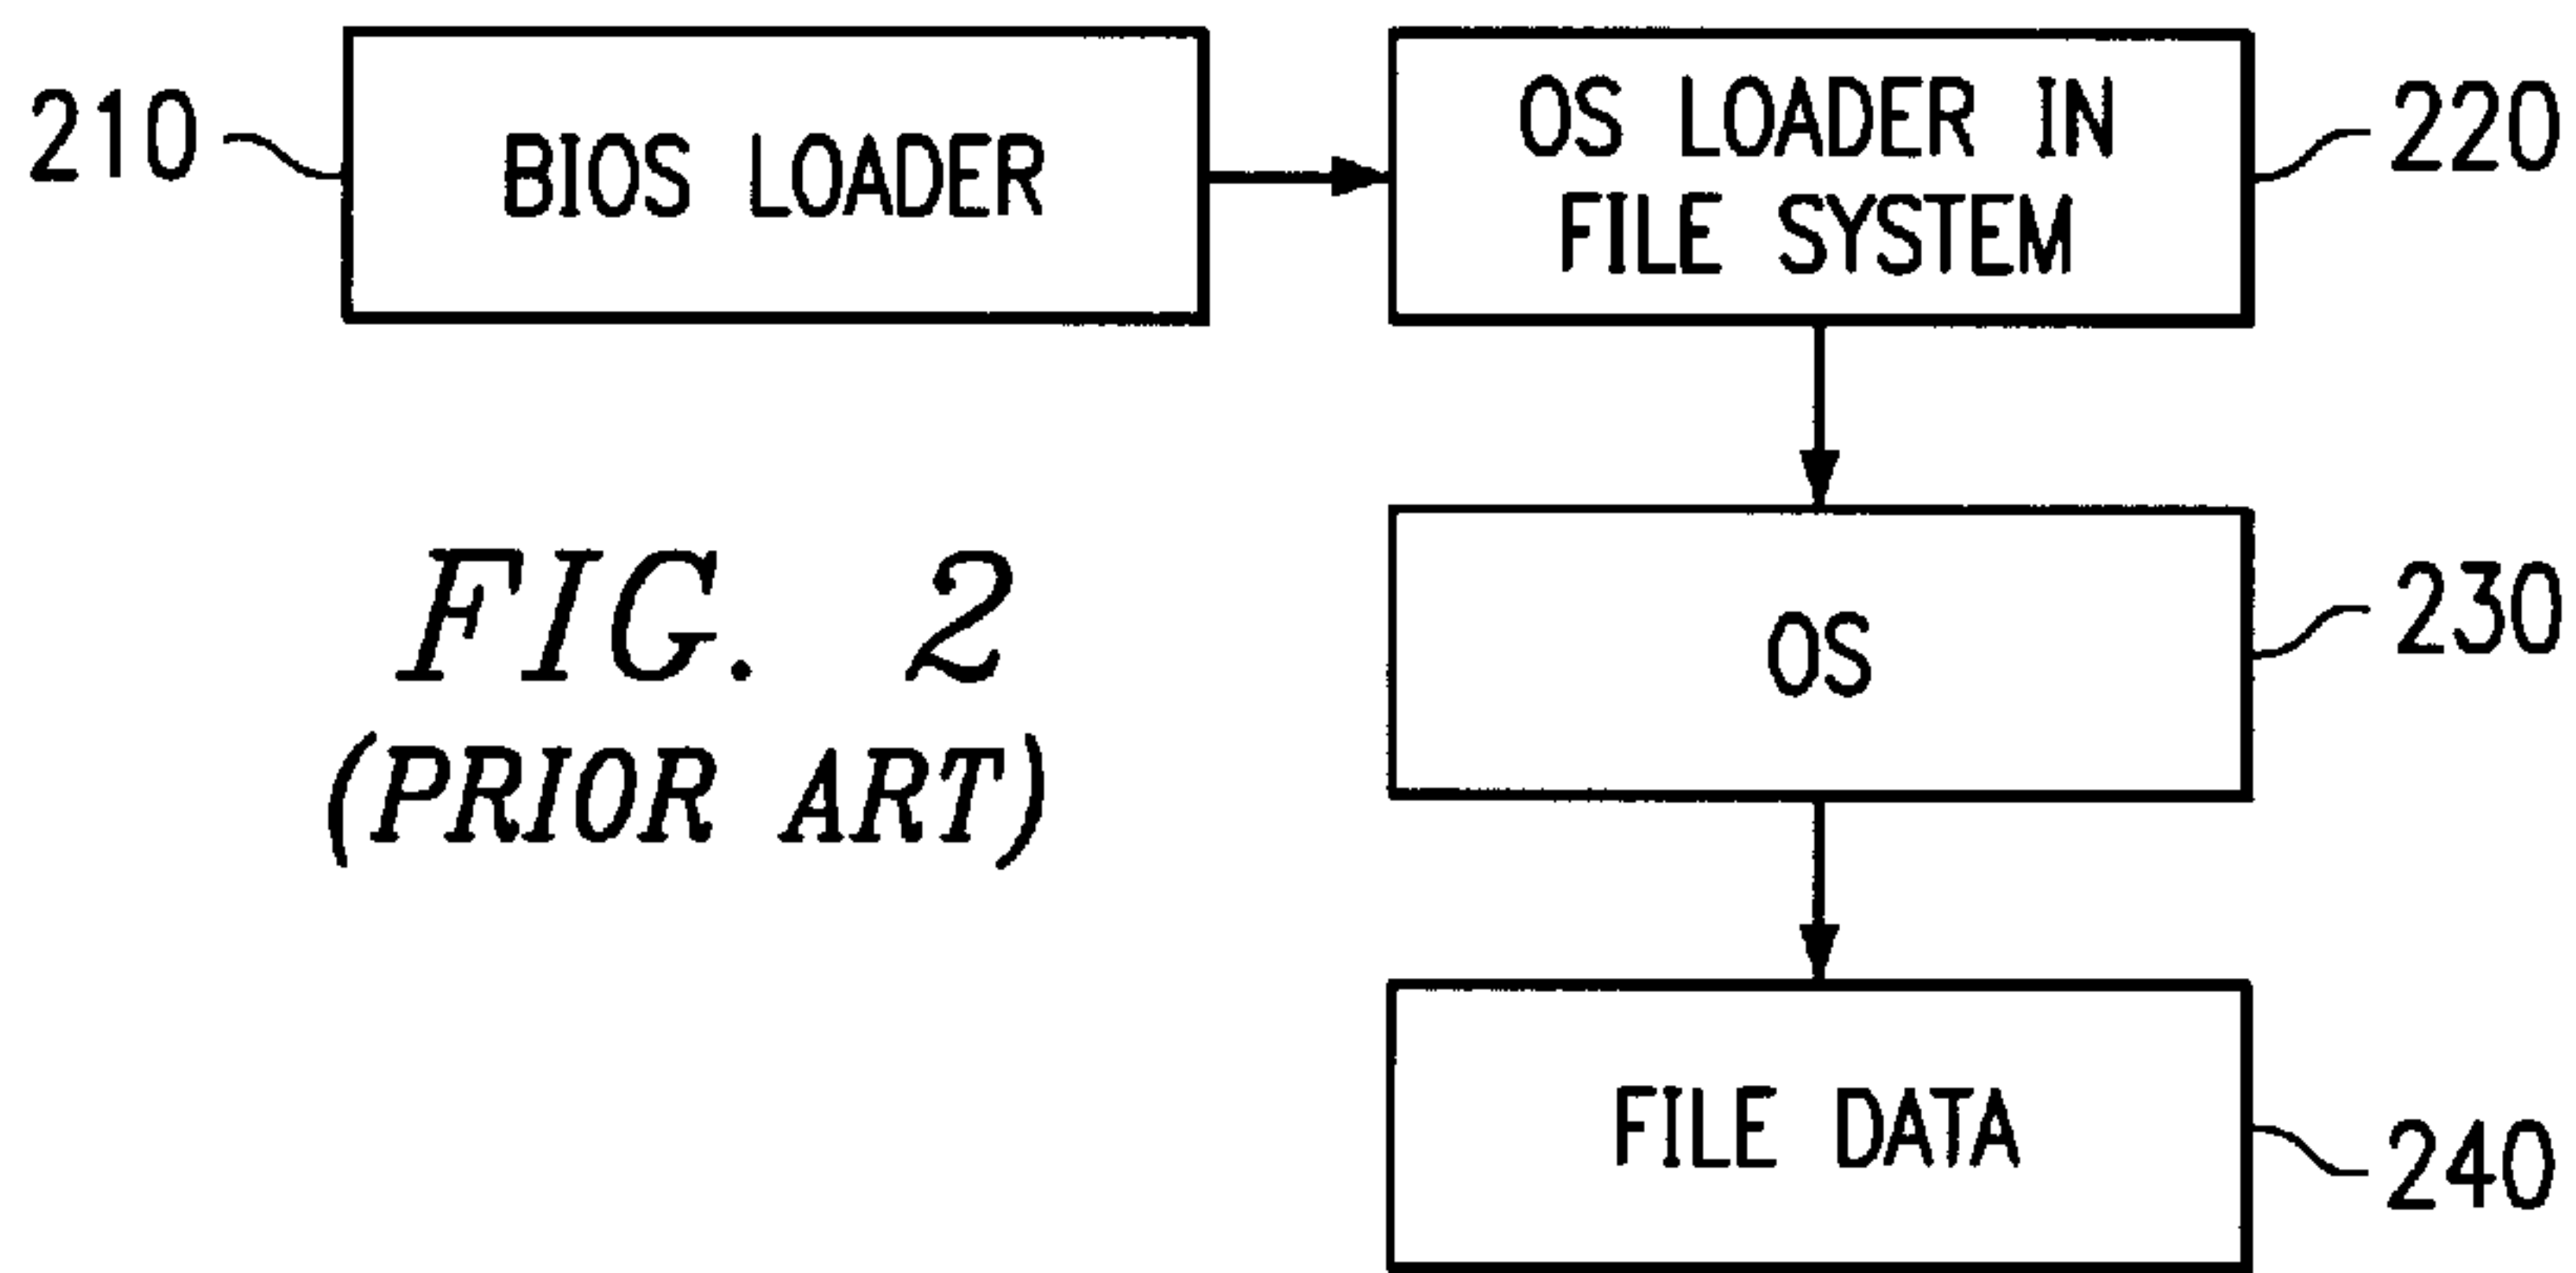 210
BIOS LOADER
OS LOADER IN
FILE SYSTEM
220
FIG. 2
(PRIOR ART)
OS
230
FILE DATA
240